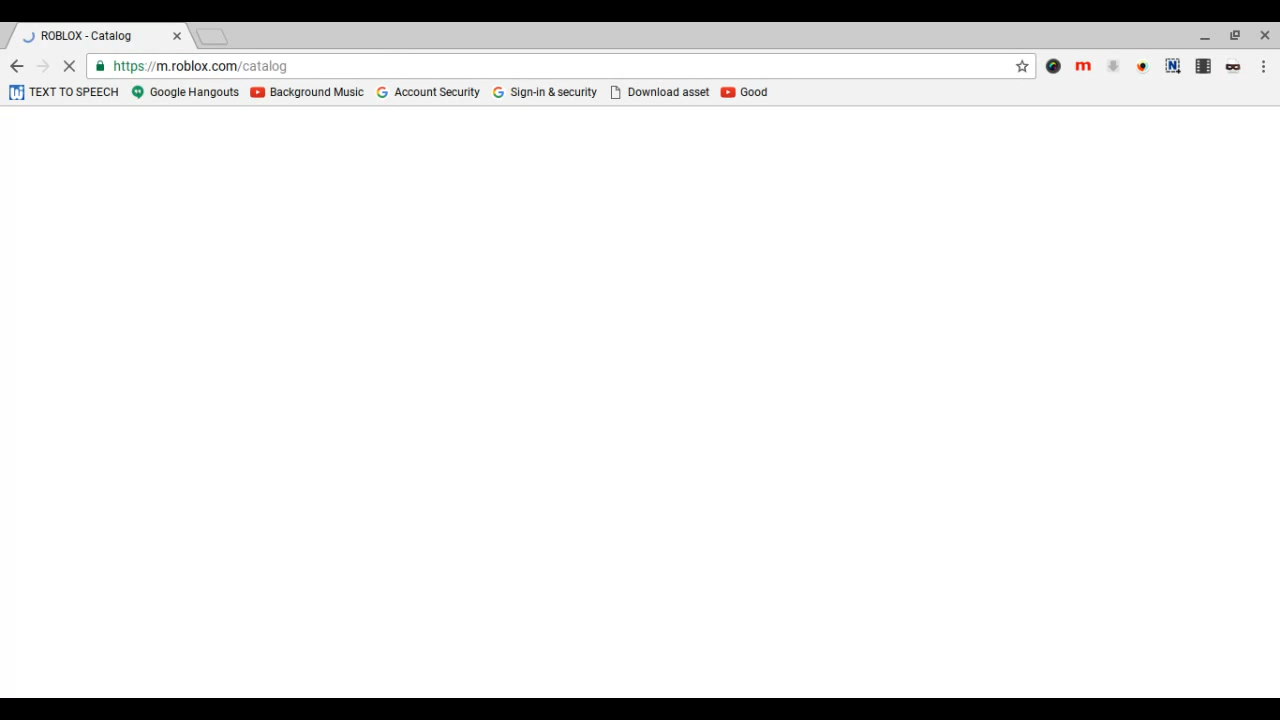 ROBLOX - Catalog
https://m.roblox.com/catalog
m
N
TEXT TO SPEECH Google Hangouts Background Music Account Security Sign-in & security Download asset Good